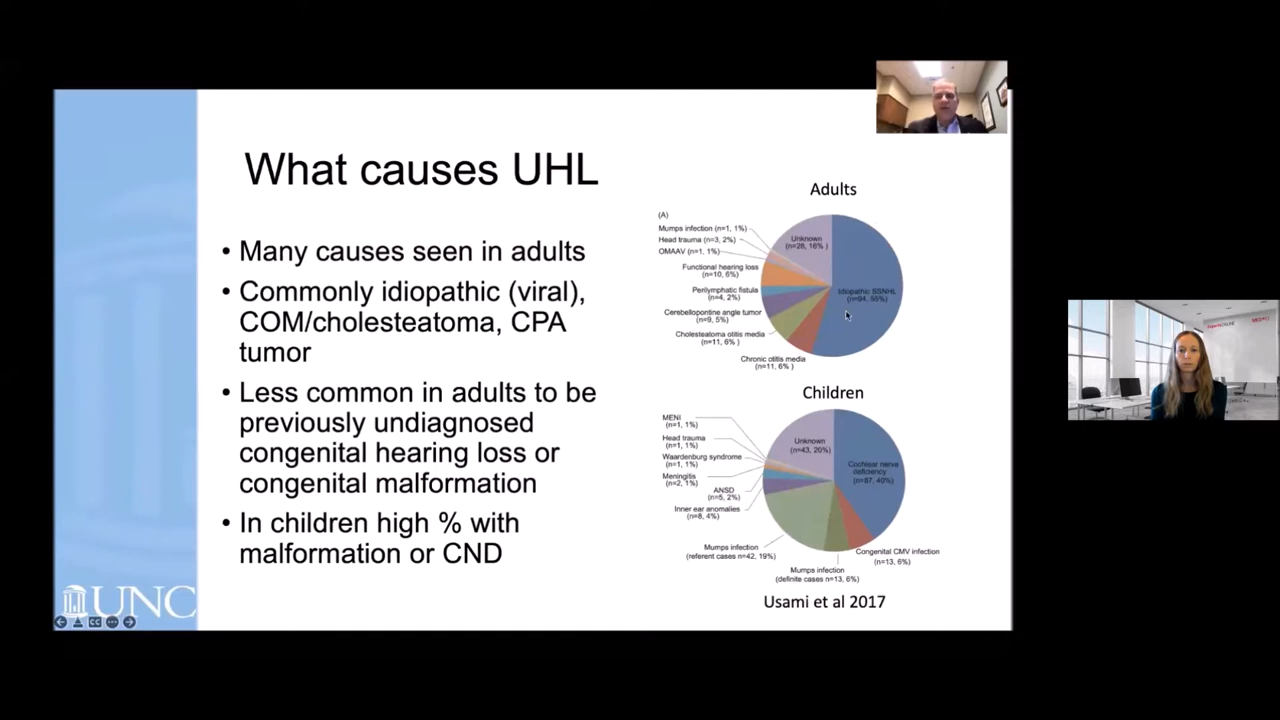 What causes UHL
• Many causes seen in adults
• Commonly idiopathic (viral),
COM/cholesteatoma, CPA
tumor
• Less common in adults to be
previously undiagnosed
congenital hearing loss or
congenital malformation
• In children high % with
malformation or CND
UNC
Adults
(A)
Mumps infection (n=1, 1%)
Head trauma (n=3, 2%)
OMAAV (n=1, 1%)
Functional hearing loss
(n=10, 6%)
Perilymphatic fistula
(n=4, 2%)
Cerebellopontine angle tumor
(n=9, 5%)
Cholesteatoma otitis media
(n=11, 6% )
Chronic otitis media
(n=11, 6% )
Unknown
(n=28, 16% )
Idiopathic SSNHL
(n=94, 55%)
Children
MENI
(n=1, 1%)
Head trauma
(n=1, 1%)
Waardenburg syndrome
(n=1, 1%)
Meningitis
(n=2, 1%)
ANSD
(n=5, 2%)
Inner ear anomalies
(n=8, 4%)
Mumps infection
(referent cases n=42, 19%)
Mumps infection
(definite cases n=13, 6%)
Congenital CMV infection
(n=13, 6%)
Unknown
(n=43, 20%)
Cochlear nerve
deficiency
(n=87, 40%)
Usami et al 2017